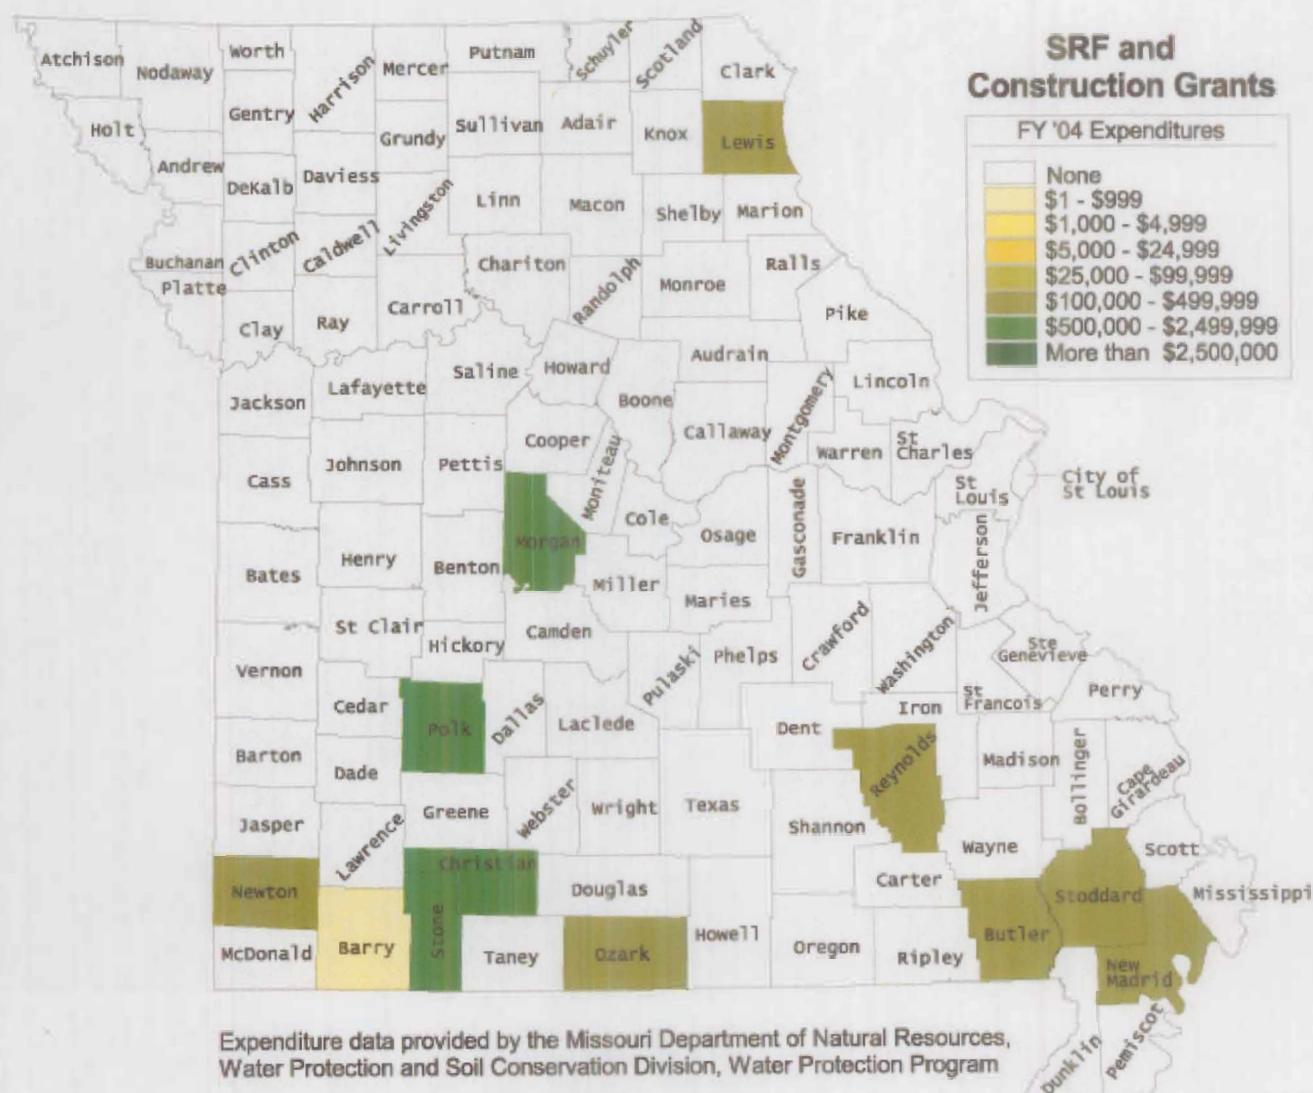 SRF and
Construction Grants
FY '04 Expenditures
None
$1 - $999
$1,000 - $4,999
$5,000 - $24,999
$25,000 - $99,999
$100,000 - $499,999
$500,000 - $2,499,999
More than $2,500,000
Atchison
Nodaway
Worth
Harrison
Mercer
Putnam
Schuyler
Scotland
Clark
Holt
Gentry
Grundy
Sullivan
Adair
Knox
Lewis
Andrew
DeKalb
Daviess
Livingston
Linn
Macon
Shelby
Marion
Buchanan
Clinton
Caldwell
Chariton
Randolph
Monroe
Ralls
Platte
Clay
Ray
Carroll
Pike
Audrain
Jackson
Lafayette
Saline
Howard
Boone
Callaway
Montgomery
Lincoln
Cass
Johnson
Pettis
Cooper
Moniteau
Warren
St
Charles
St
Louis
City of
St Louis
Bates
Henry
Benton
Morgan
Cole
Osage
Gasconade
Franklin
Jefferson
Miller
Maries
St Clair
Hickory
Camden
Pulaski
Phelps
Crawford
Washington
Ste
Genevieve
St
Francois
Perry
Vernon
Cedar
Polk
Dallas
Laclede
Dent
Iron
Reynolds
Madison
Bollinger
Cape
Girardeau
Barton
Dade
Greene
Webster
Wright
Texas
Shannon
Wayne
Scott
Jasper
Lawrence
Christian
Douglas
Carter
Stoddard
Mississippi
Newton
Barry
Stone
Taney
Ozark
Howell
Oregon
Ripley
Butler
New
Madrid
McDonald
Dunklin
Pemiscot
Expenditure data provided by the Missouri Department of Natural Resources,
Water Protection and Soil Conservation Division, Water Protection Program